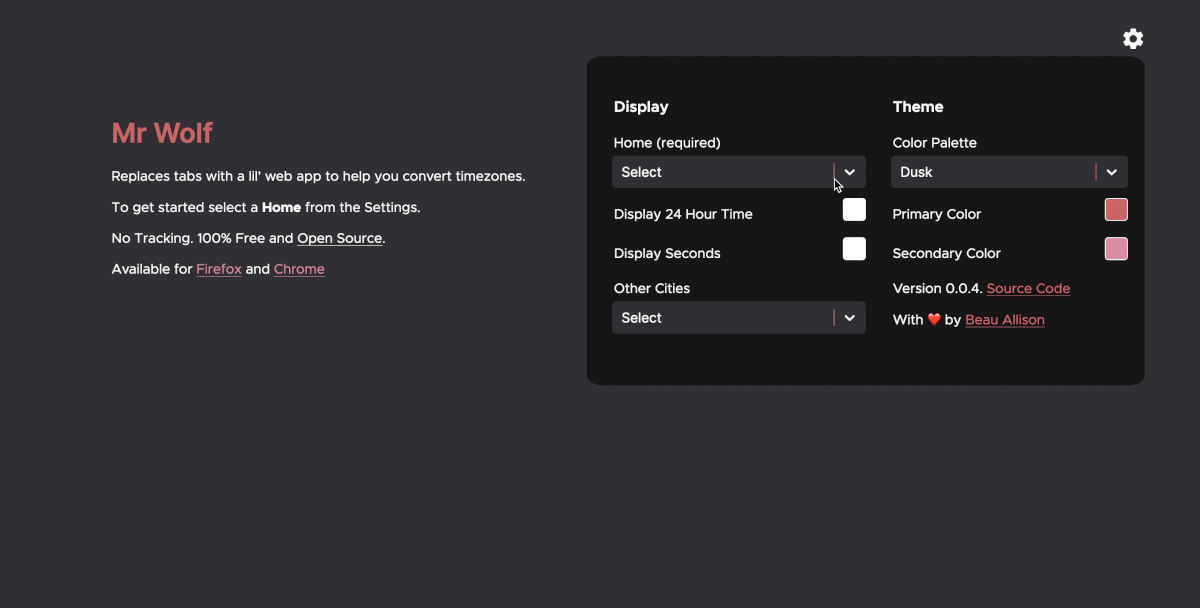 Mr Wolf
Replaces tabs with a lil' web app to help you convert timezones.
To get started select a Home from the Settings.
No Tracking. 100% Free and Open Source.
Available for Firefox and Chrome
Display
Home (required)
Select
Display 24 Hour Time
Display Seconds
Other Cities
Select
Theme
Color Palette
Dusk
Primary Color
Secondary Color
Version 0.0.4. Source Code
With ❤️ by Beau Allison